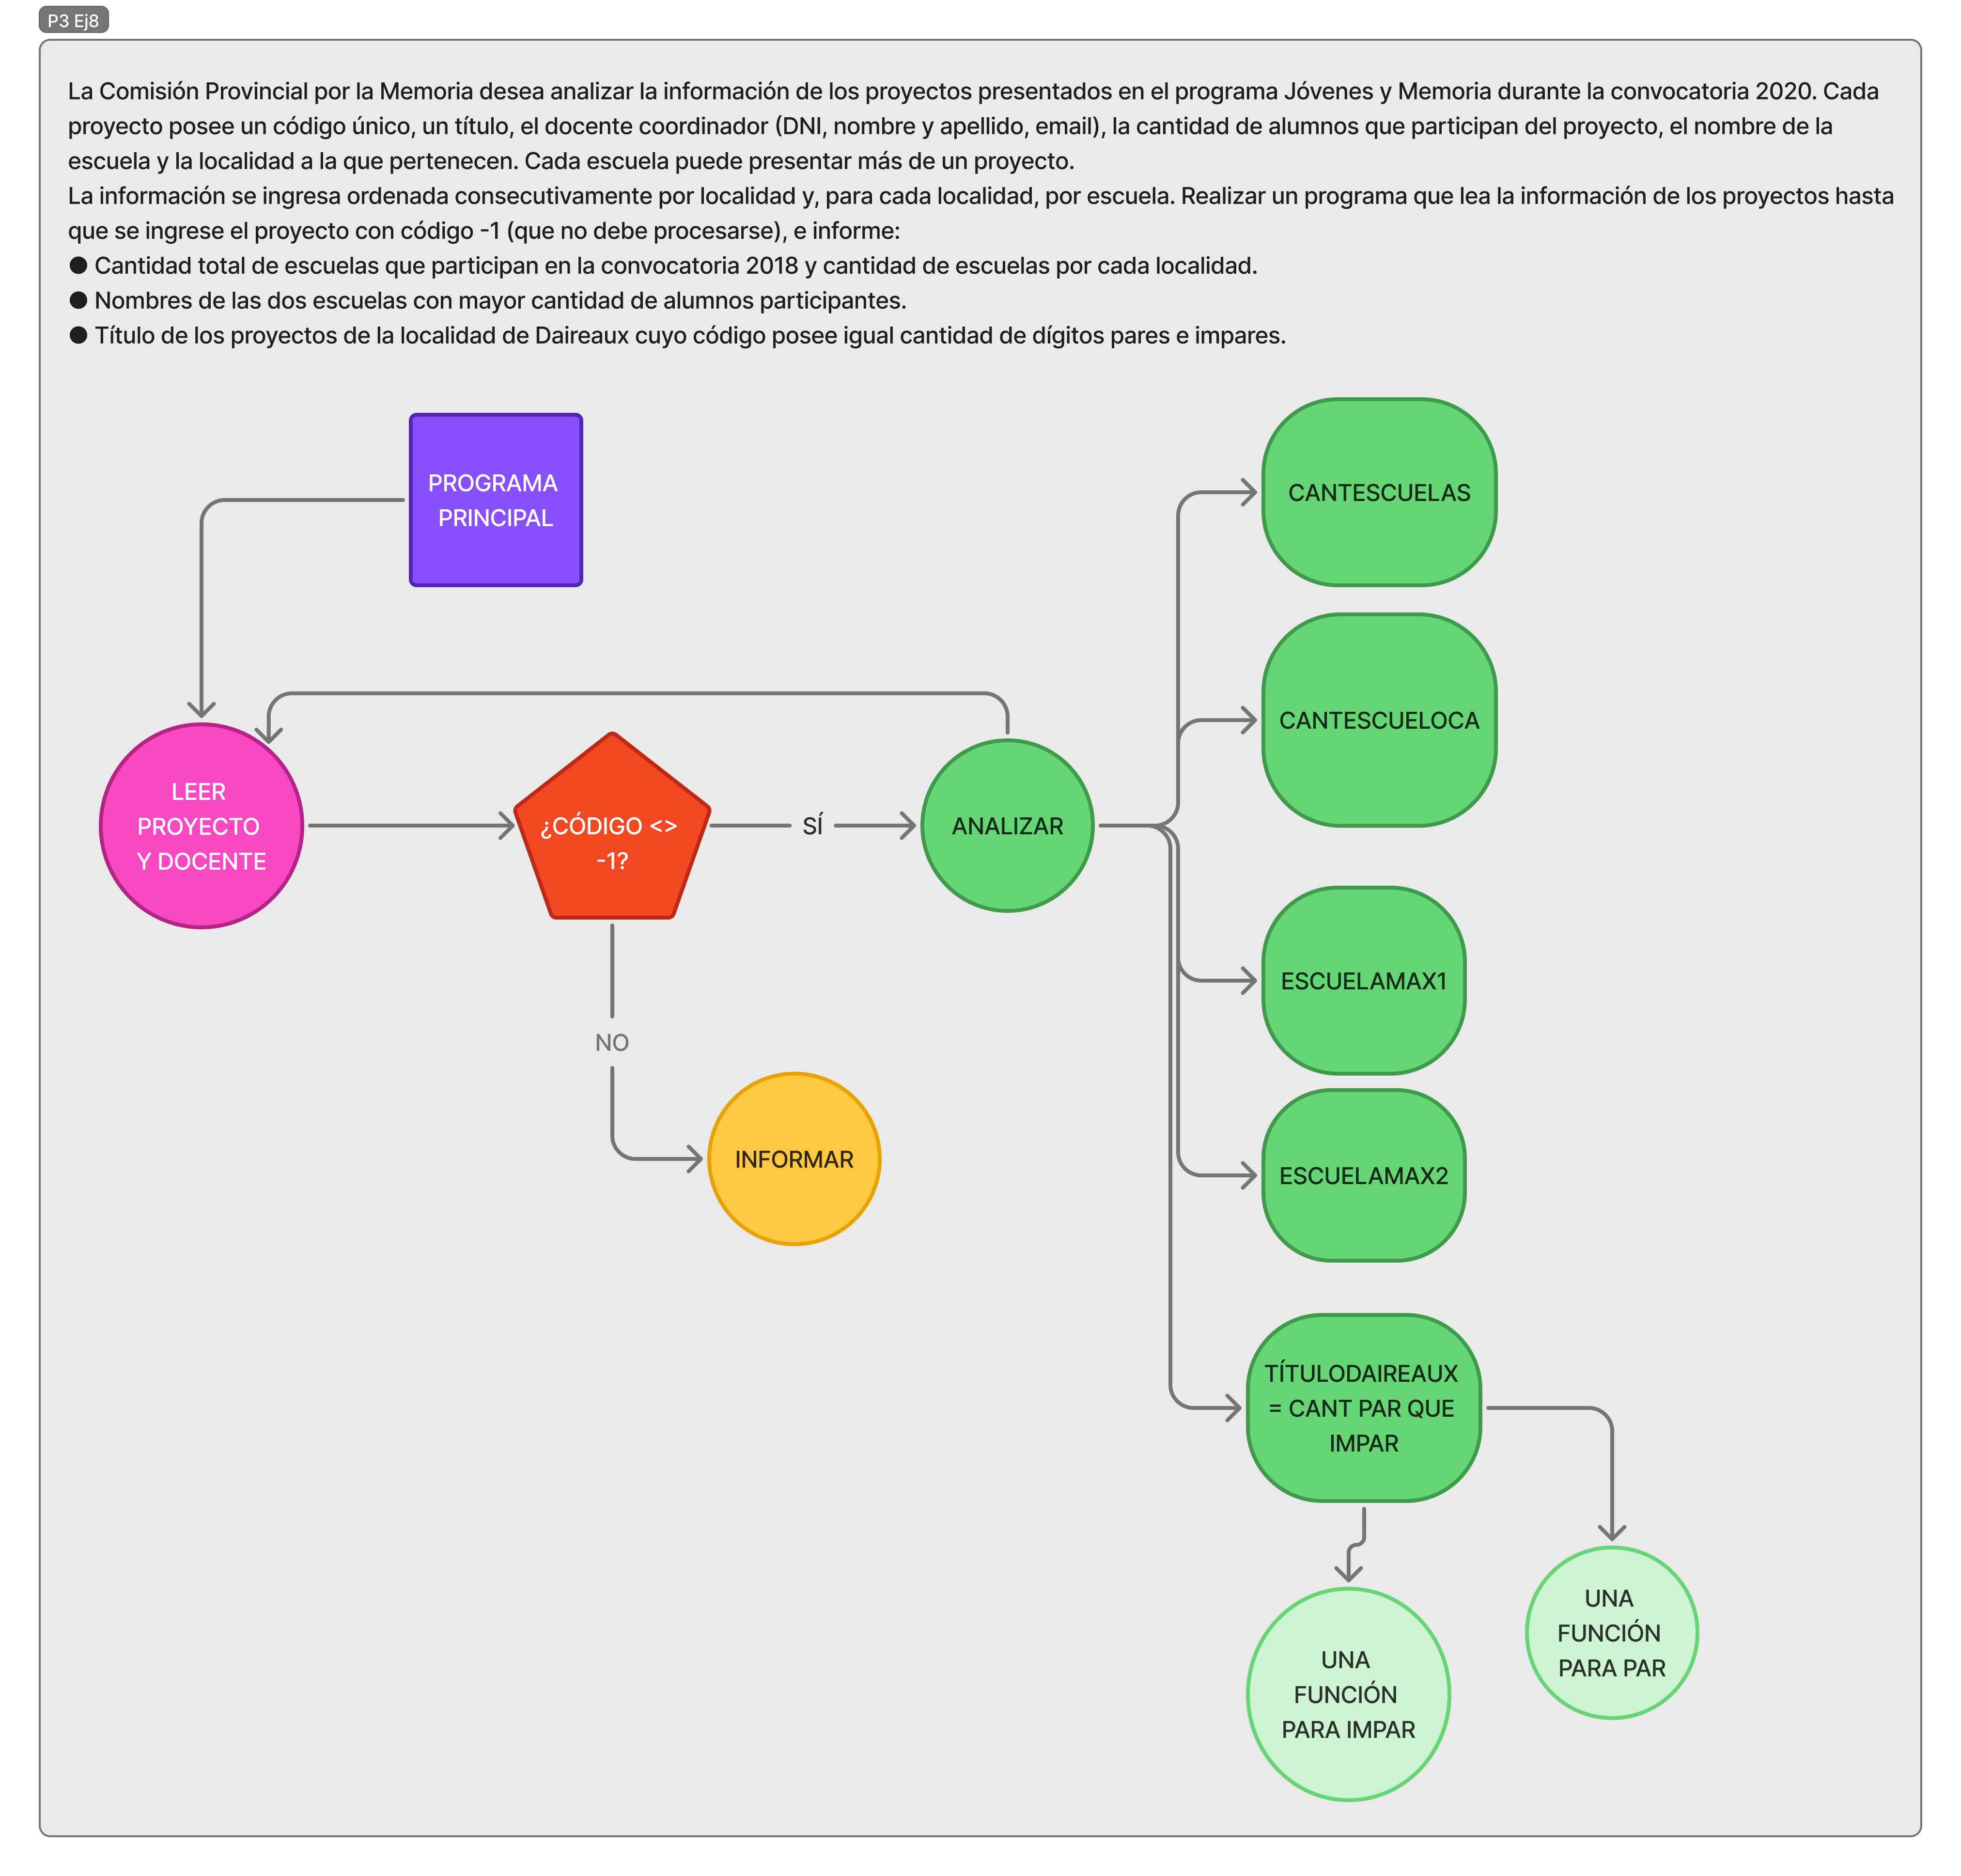 P3 Ej8
La Comisión Provincial por la Memoria desea analizar la información de los proyectos presentados en el programa Jóvenes y Memoria durante la convocatoria 2020. Cada
proyecto posee un código único, un título, el docente coordinador (DNI, nombre y apellido, email), la cantidad de alumnos que participan del proyecto, el nombre de la
escuela y la localidad a la que pertenecen. Cada escuela puede presentar más de un proyecto.
La información se ingresa ordenada consecutivamente por localidad y, para cada localidad, por escuela. Realizar un programa que lea la información de los proyectos hasta
que se ingrese el proyecto con código -1 (que no debe procesarse), e informe:
● Cantidad total de escuelas que participan en la convocatoria 2018 y cantidad de escuelas por cada localidad.
● Nombres de las dos escuelas con mayor cantidad de alumnos participantes.
● Título de los proyectos de la localidad de Daireaux cuyo código posee igual cantidad de dígitos pares e impares.
PROGRAMA
PRINCIPAL
CANTESCUELAS
CANTESCUELOCA
LEER
PROYECTO
Y DOCENTE
¿CÓDIGO <>
-1?
SÍ
ANALIZAR
ESCUELAMAX1
NO
INFORMAR
ESCUELAMAX2
TÍTULODAIREAUX
= CANT PAR QUE
IMPAR
UNA
FUNCIÓN
PARA PAR
UNA
FUNCIÓN
PARA IMPAR